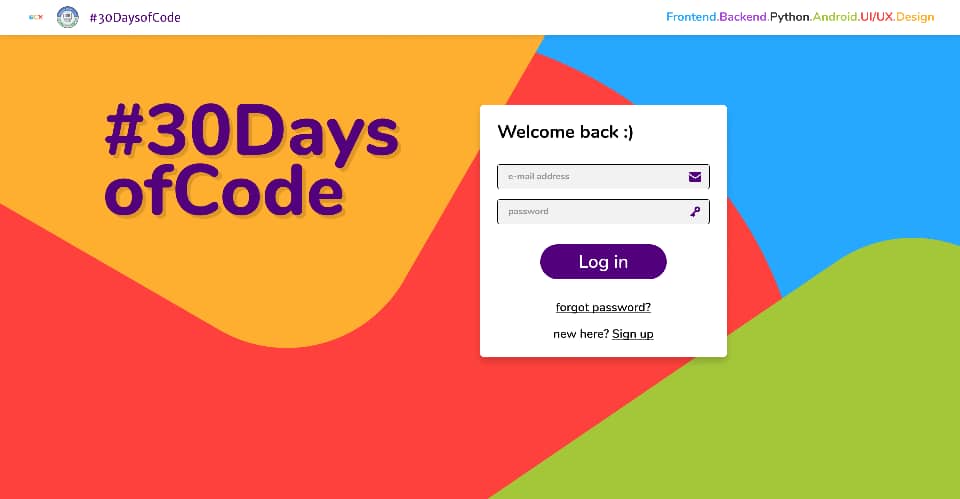 #30DaysofCode
Frontend.Backend.Python.Android.UI/UX.Design
#30Days
ofCode
Welcome back :)
e-mail address
password
Log in
forgot password?
new here? Sign up